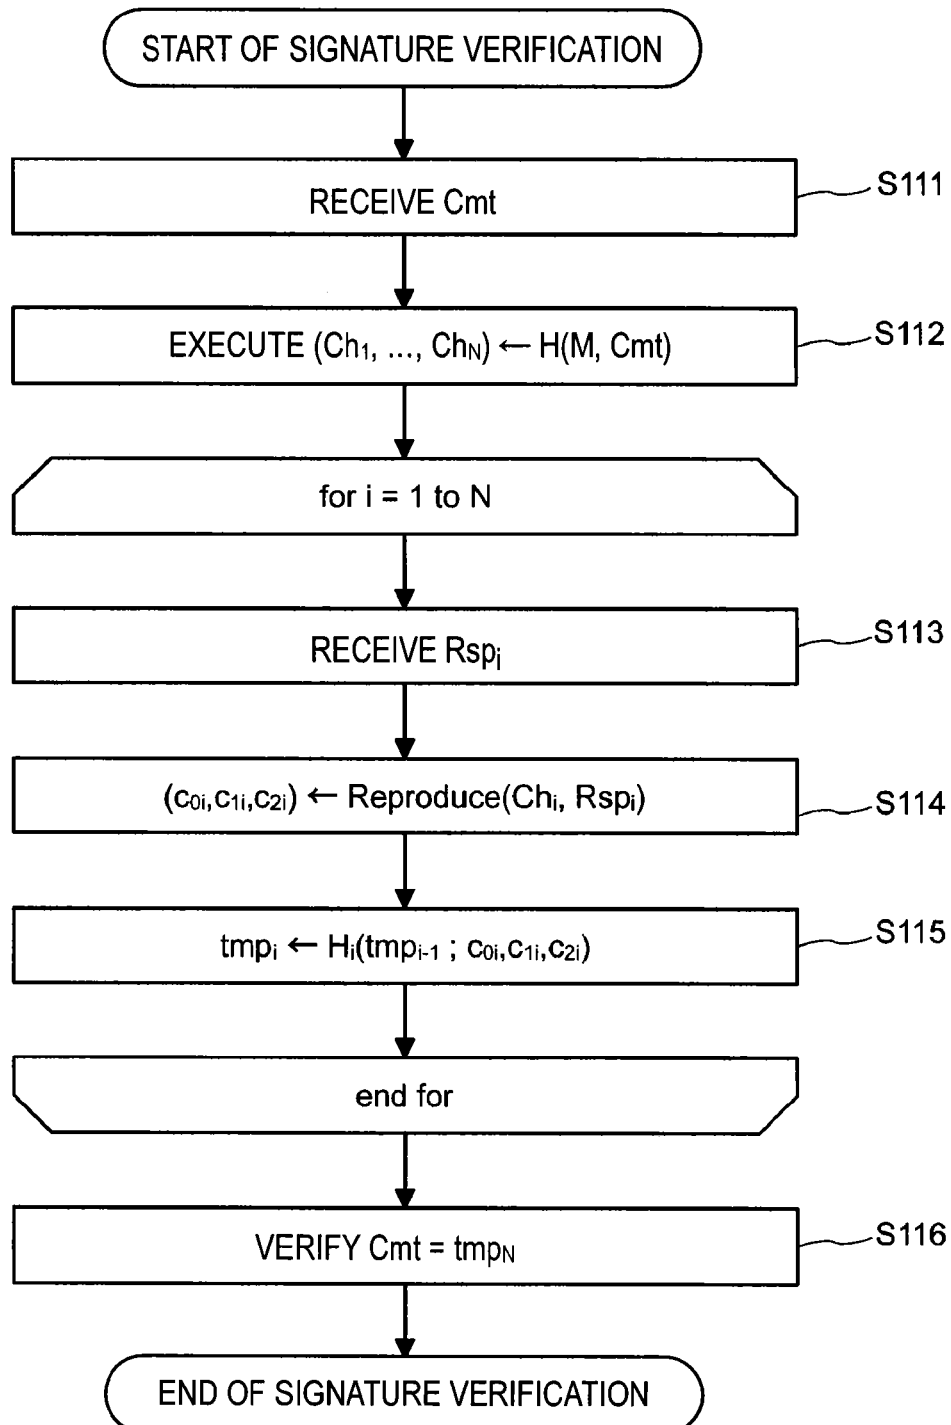 START OF SIGNATURE VERIFICATION
RECEIVE Cmt
S111
EXECUTE (Ch₁, ..., Ch_N) ← H(M, Cmt)
S112
for i = 1 to N
RECEIVE Rspᵢ
S113
(c₀ᵢ,c₁ᵢ,c₂ᵢ) ← Reproduce(Chᵢ, Rspᵢ)
S114
tmpᵢ ← Hᵢ(tmpᵢ₋₁ ; c₀ᵢ,c₁ᵢ,c₂ᵢ)
S115
end for
VERIFY Cmt = tmp_N
S116
END OF SIGNATURE VERIFICATION